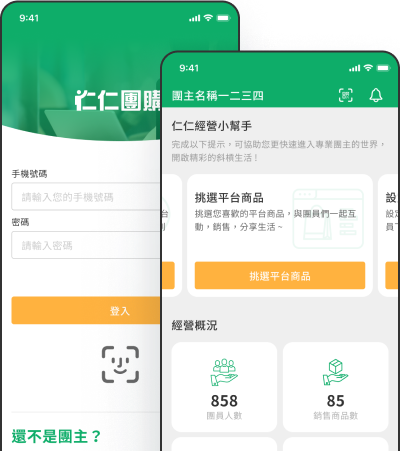 9:41
仁仁團購
手機號碼
請輸入您的手機號碼
密碼
請輸入密碼
登入
還不是團主？
9:41
團主名稱一二三四
仁仁經營小幫手
完成以下提示，可協助您更快速進入專業團主的世界，
開啟精彩的斜槓生活！
挑選平台商品
挑選您喜歡的平台商品，與團員們一起互
動，銷售，分享生活～
挑選平台商品
設
設定
員下
經營概況
858
團員人數
85
銷售商品數